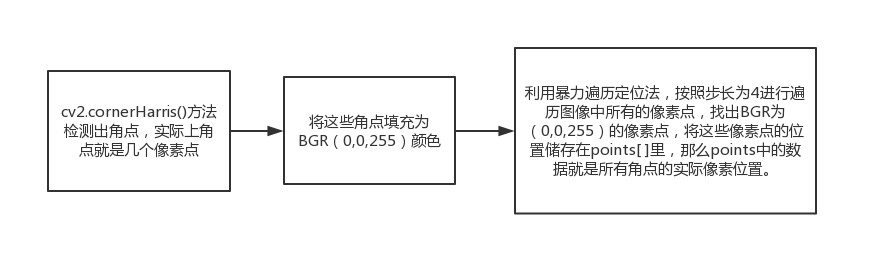 cv2.cornerHarris()方法
检测出角点，实际上角
点就是几个像素点
将这些角点填充为
BGR（0,0,255）颜色
利用暴力遍历定位法，按照步长为4进行遍
历图像中所有的像素点，找出BGR为
（0,0,255）的像素点，将这些像素点的位
置储存在points[ ]里，那么points中的数
据就是所有角点的实际像素位置。